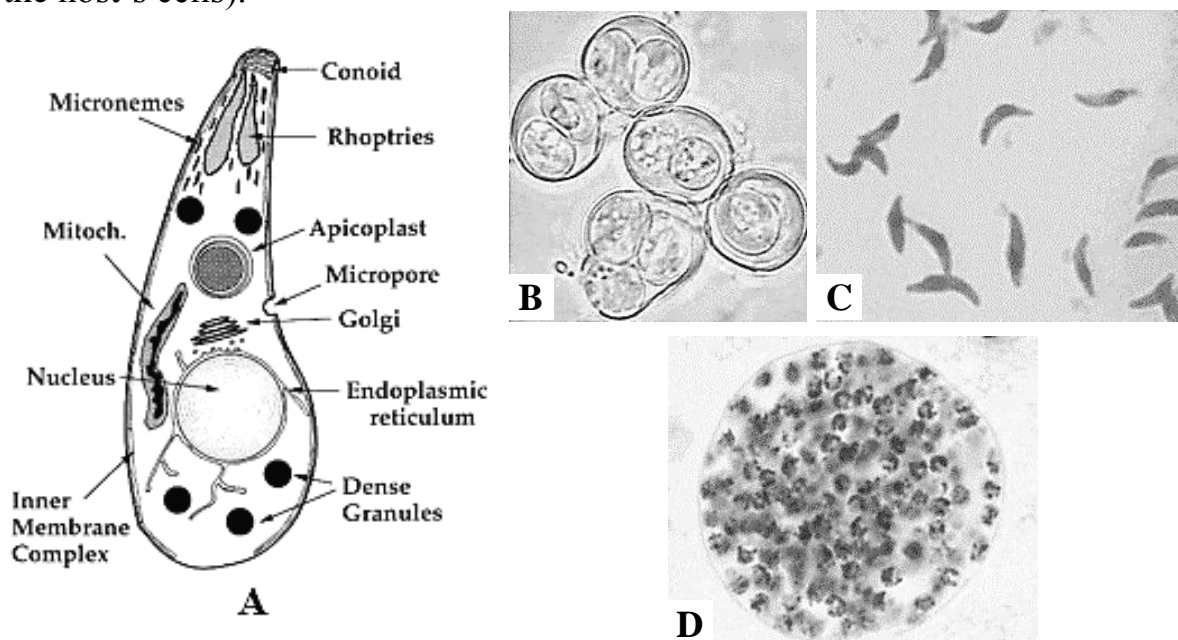 the host's cells).
Conoid
Micronemes
Rhoptries
Mitoch.
Apicoplast
Micropore
Golgi
Nucleus
Endoplasmic
reticulum
Inner
Membrane
Complex
Dense
Granules
A
B
C
D